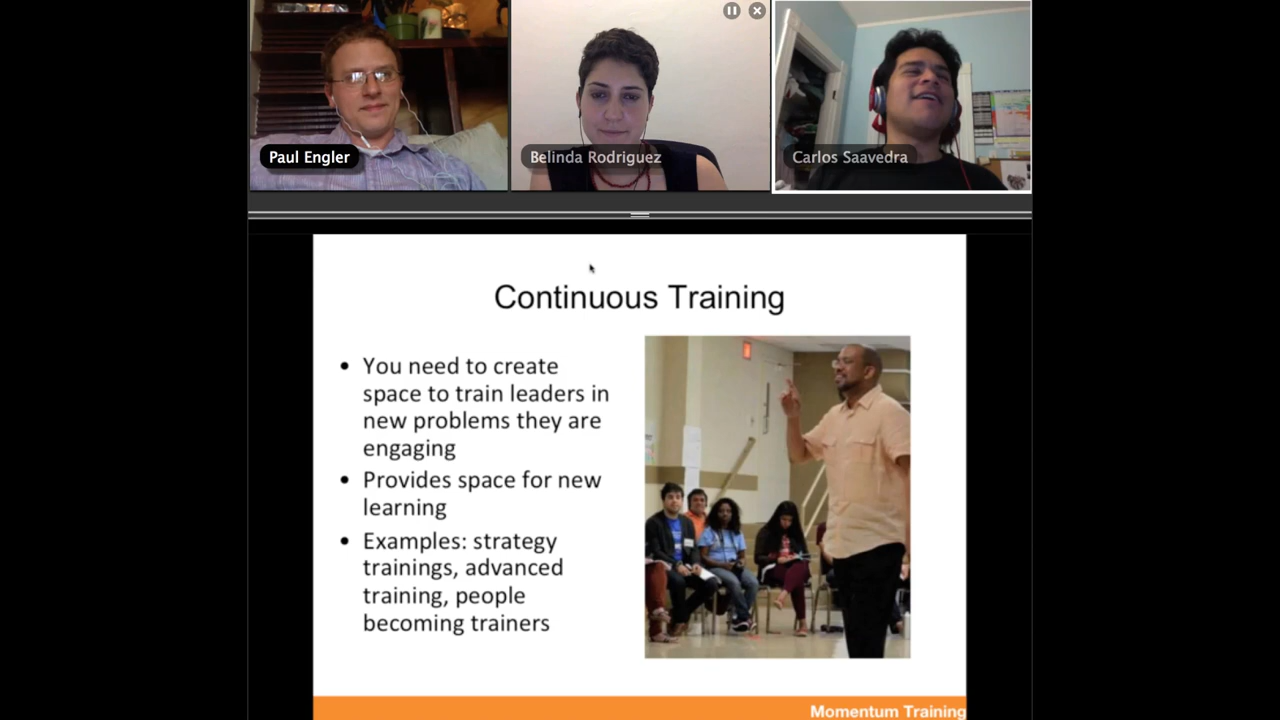 Paul Engler
Belinda Rodriguez
Carlos Saavedra
Continuous Training
• You need to create
space to train leaders in
new problems they are
engaging
• Provides space for new
learning
• Examples: strategy
trainings, advanced
training, people
becoming trainers
Momentum Training